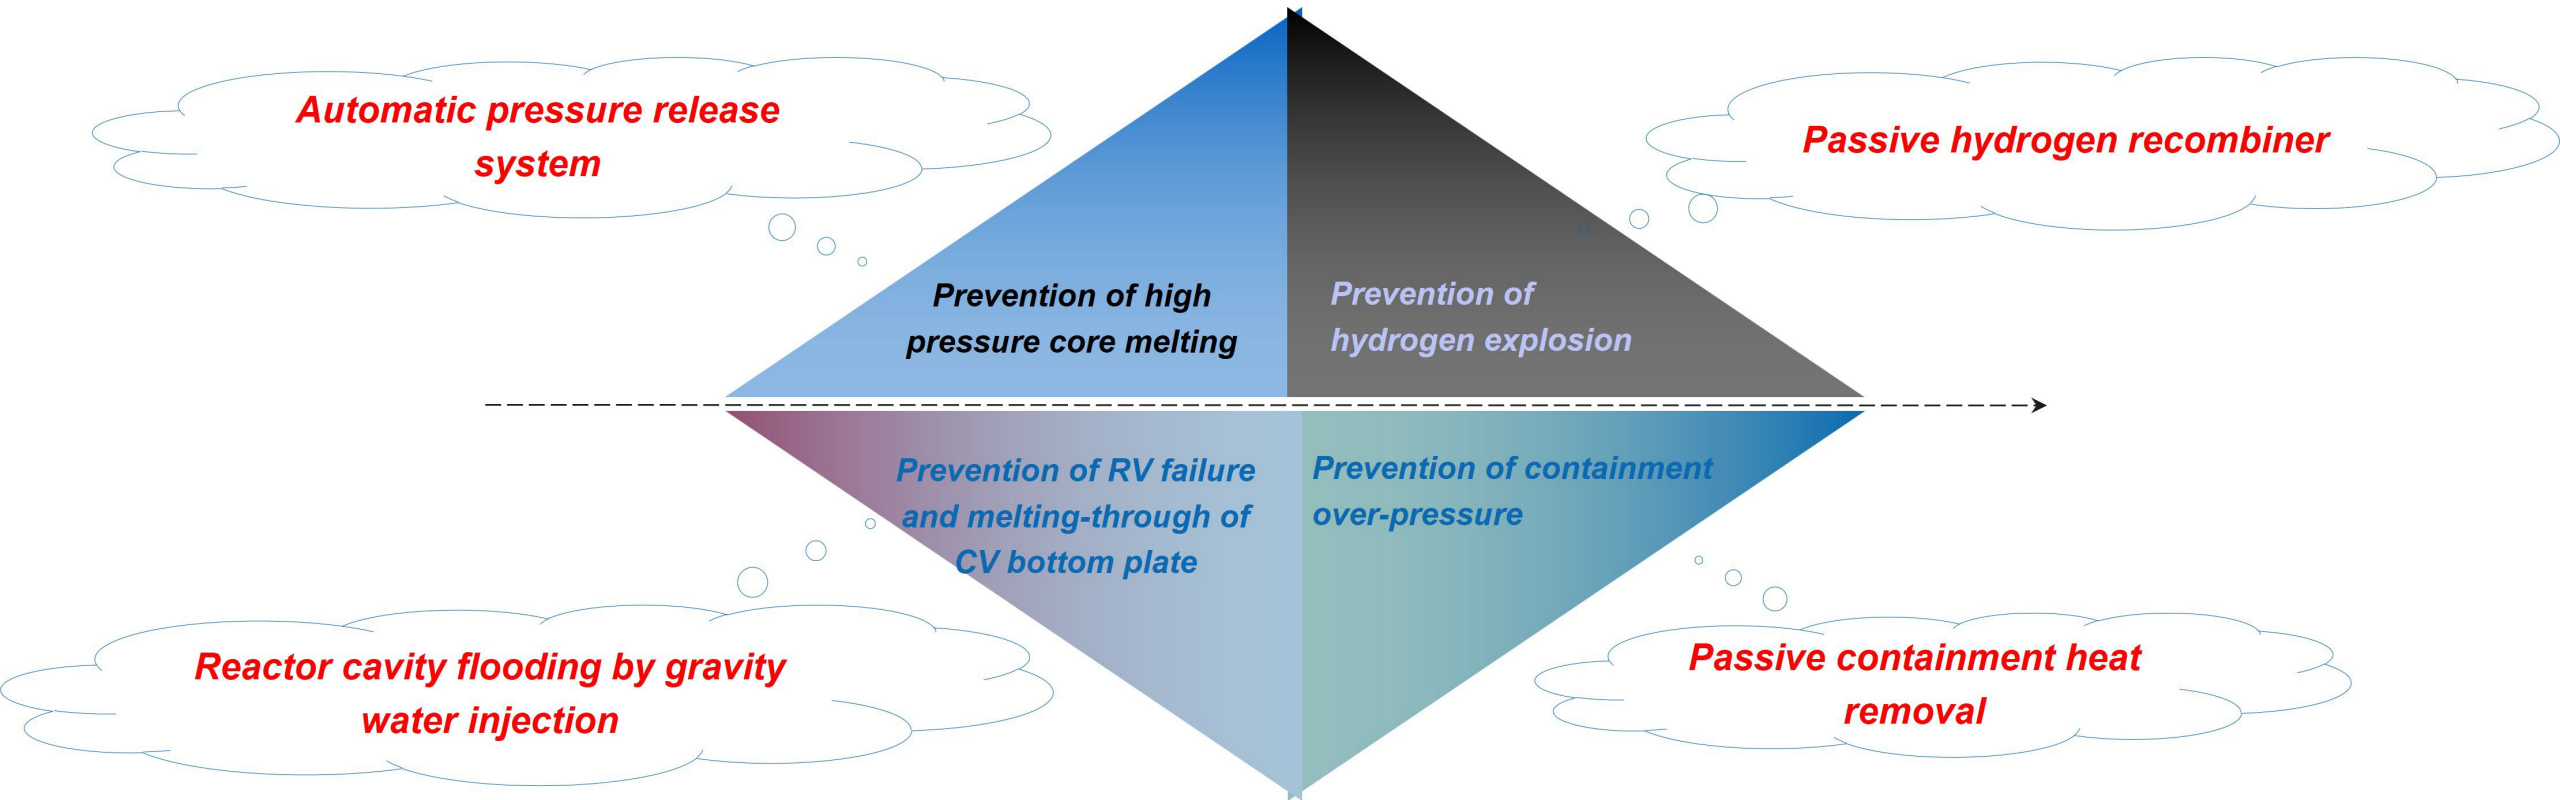 Automatic pressure release
system
Passive hydrogen recombiner
Prevention of high
pressure core melting
Prevention of
hydrogen explosion
Prevention of RV failure
and melting-through of
CV bottom plate
Prevention of containment
over-pressure
Reactor cavity flooding by gravity
water injection
Passive containment heat
removal